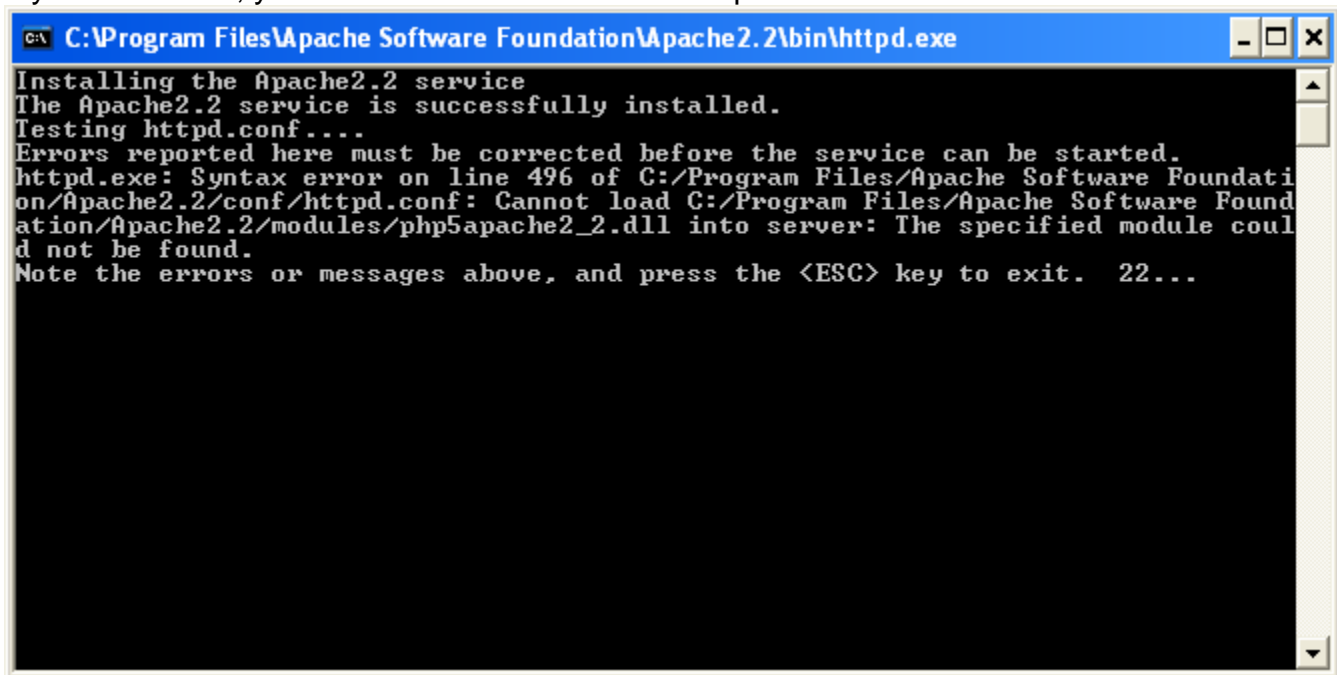 C:\Program Files\Apache Software Foundation\Apache2.2\bin\httpd.exe
Installing the Apache2.2 service
The Apache2.2 service is successfully installed.
Testing httpd.conf....
Errors reported here must be corrected before the service can be started.
httpd.exe: Syntax error on line 496 of C:/Program Files/Apache Software Foundati
on/Apache2.2/conf/httpd.conf: Cannot load C:/Program Files/Apache Software Found
ation/Apache2.2/modules/php5apache2_2.dll into server: The specified module coul
d not be found.
Note the errors or messages above, and press the <ESC> key to exit.  22...